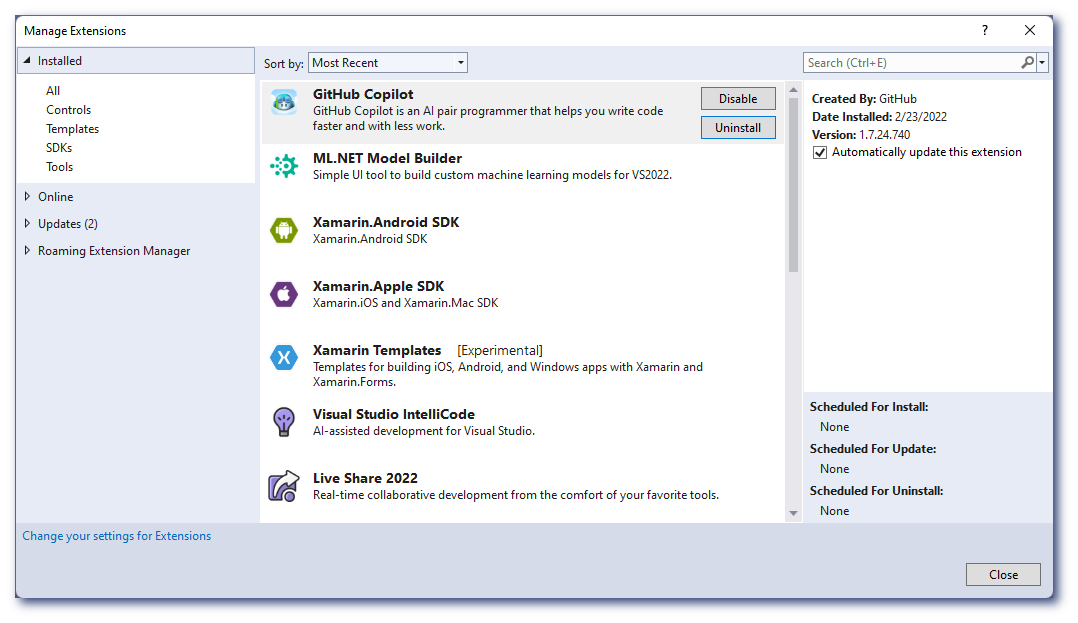 Manage Extensions
?
Installed
All
Controls
Templates
SDKs
Tools
Online
Updates (2)
Roaming Extension Manager
Sort by: Most Recent
GitHub Copilot
GitHub Copilot is an AI pair programmer that helps you write code
faster and with less work.
Disable
Uninstall
ML.NET Model Builder
Simple UI tool to build custom machine learning models for VS2022.
Xamarin.Android SDK
Xamarin.Android SDK
Xamarin.Apple SDK
Xamarin.iOS and Xamarin.Mac SDK
Xamarin Templates [Experimental]
Templates for building iOS, Android, and Windows apps with Xamarin and
Xamarin.Forms.
Visual Studio IntelliCode
AI-assisted development for Visual Studio.
Live Share 2022
Real-time collaborative development from the comfort of your favorite tools.
Search (Ctrl+E)
Created By: GitHub
Date Installed: 2/23/2022
Version: 1.7.24.740
Automatically update this extension
Scheduled For Install:
None
Scheduled For Update:
None
Scheduled For Uninstall:
None
Change your settings for Extensions
Close